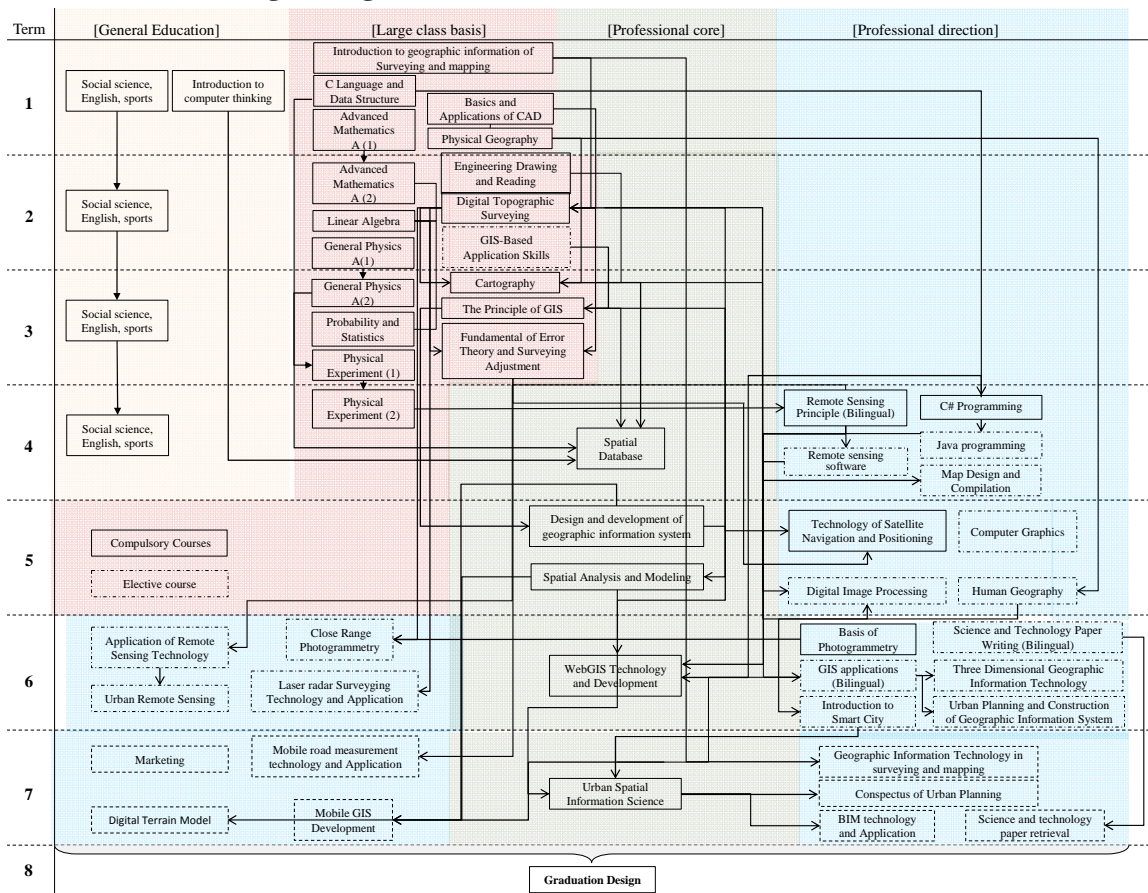 Term
[General Education]
[Large class basis]
[Professional core]
[Professional direction]
1
Social science,
English, sports
Introduction to
computer thinking
Introduction to geographic information of
Surveying and mapping
C Language and
Data Structure
Basics and
Applications of CAD
Advanced
Mathematics
A (1)
Physical Geography
2
Social science,
English, sports
Advanced
Mathematics
A (2)
Engineering Drawing
and Reading
Digital Topographic
Surveying
Linear Algebra
GIS-Based
Application Skills
General Physics
A(1)
3
Social science,
English, sports
General Physics
A(2)
Cartography
The Principle of GIS
Probability and
Statistics
Fundamental of Error
Theory and Surveying
Adjustment
Physical
Experiment (1)
4
Social science,
English, sports
Physical
Experiment (2)
Spatial
Database
Remote Sensing
Principle (Bilingual)
C# Programming
Java programming
Remote sensing
software
Map Design and
Compilation
5
Compulsory Courses
Elective course
Design and development of
geographic information system
Spatial Analysis and Modeling
Technology of Satellite
Navigation and Positioning
Computer Graphics
Digital Image Processing
Human Geography
6
Application of Remote
Sensing Technology
Close Range
Photogrammetry
Urban Remote Sensing
Laser radar Surveying
Technology and Application
WebGIS Technology
and Development
Basis of
Photogrammetry
Science and Technology Paper
Writing (Bilingual)
GIS applications
(Bilingual)
Three Dimensional Geographic
Information Technology
Introduction to
Smart City
Urban Planning and Construction
of Geographic Information System
7
Marketing
Mobile road measurement
technology and Application
Digital Terrain Model
Mobile GIS
Development
Urban Spatial
Information Science
Geographic Information Technology in
surveying and mapping
Conspectus of Urban Planning
BIM technology
and Application
Science and technology
paper retrieval
8
Graduation Design